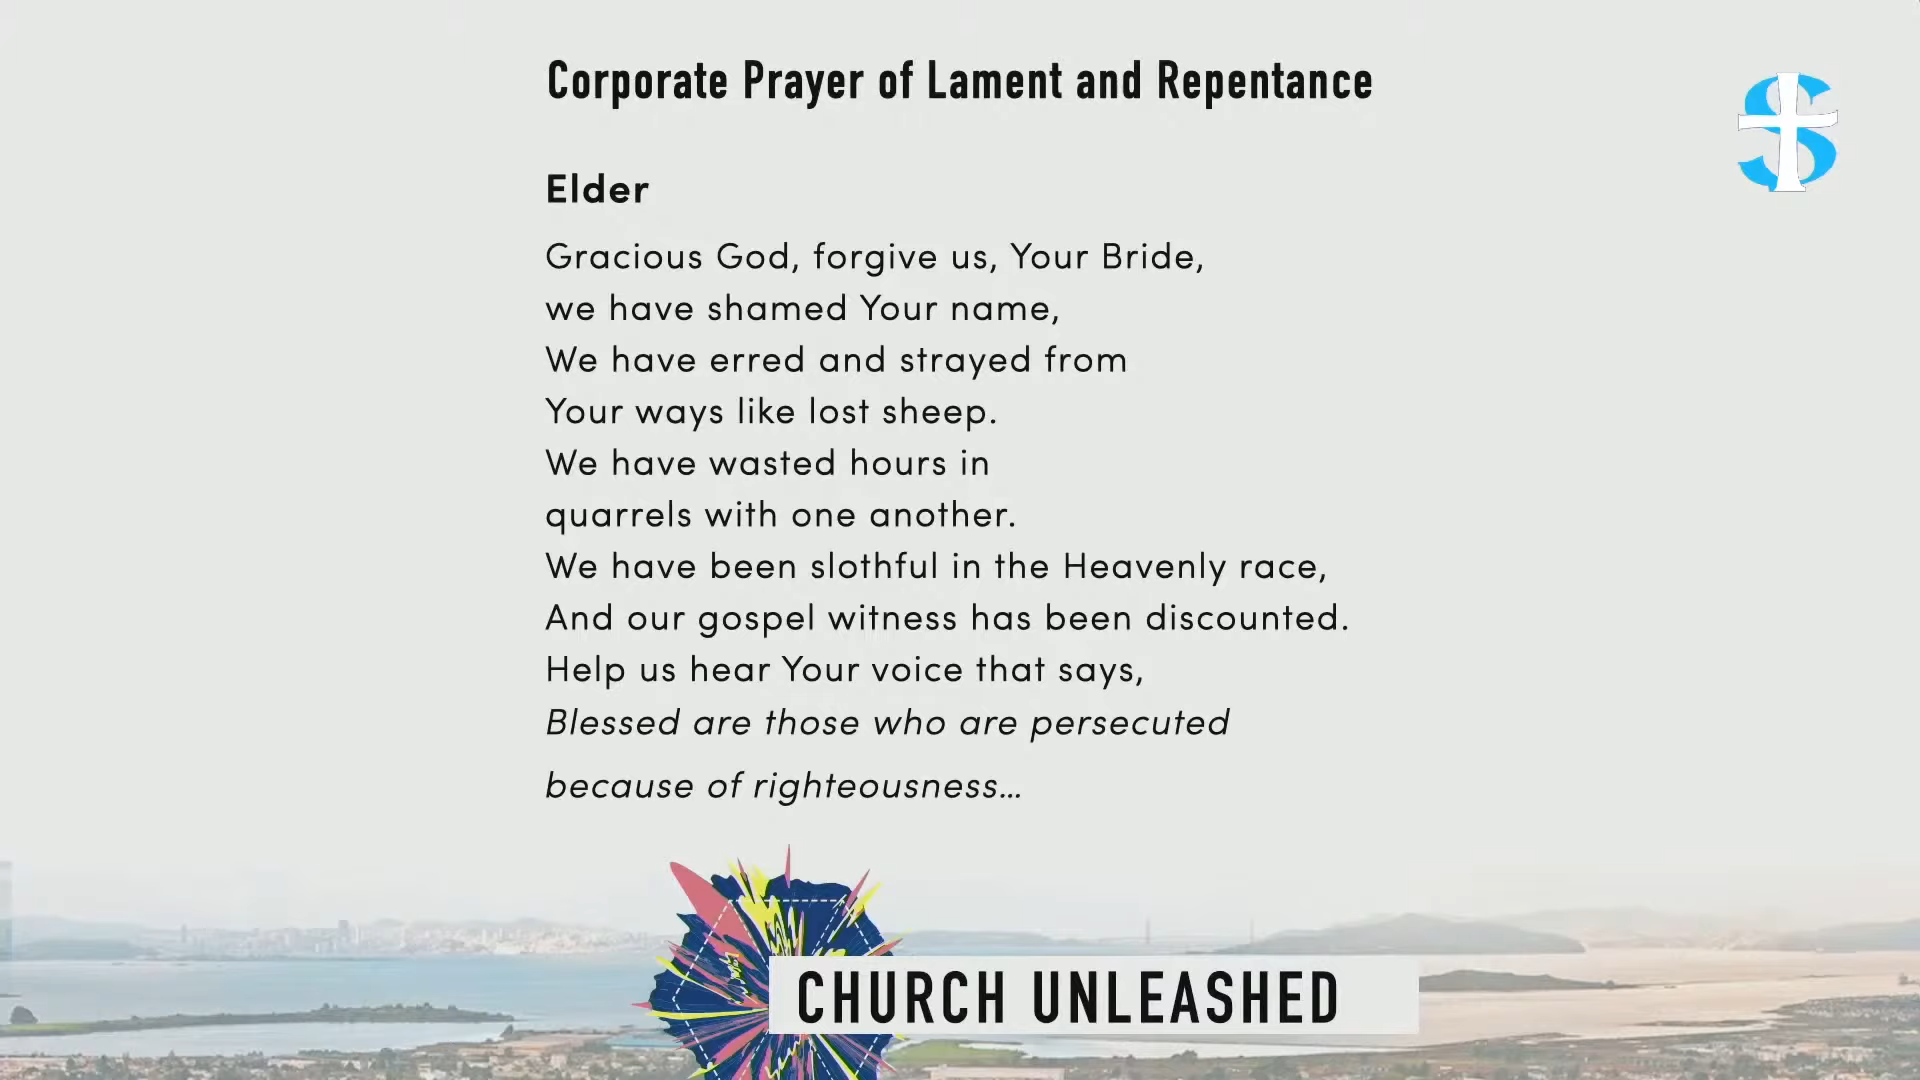 Corporate Prayer of Lament and Repentance
Elder
Gracious God, forgive us, Your Bride,
we have shamed Your name,
We have erred and strayed from
Your ways like lost sheep.
We have wasted hours in
quarrels with one another.
We have been slothful in the Heavenly race,
And our gospel witness has been discounted.
Help us hear Your voice that says,
Blessed are those who are persecuted
because of righteousness…
CHURCH UNLEASHED